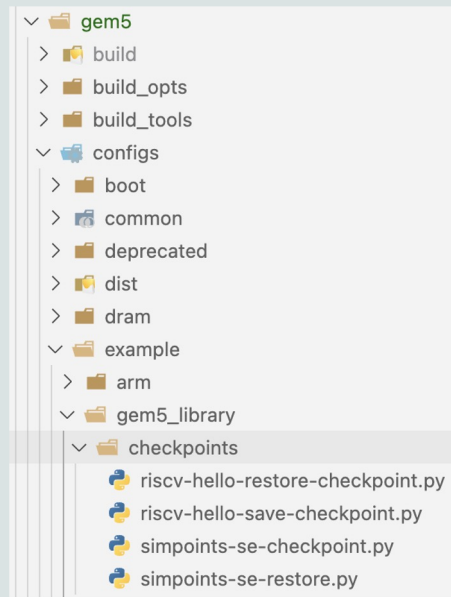 gem5
build
build_opts
build_tools
configs
boot
common
deprecated
dist
dram
example
arm
gem5_library
checkpoints
riscv-hello-restore-checkpoint.py
riscv-hello-save-checkpoint.py
simpoints-se-checkpoint.py
simpoints-se-restore.py